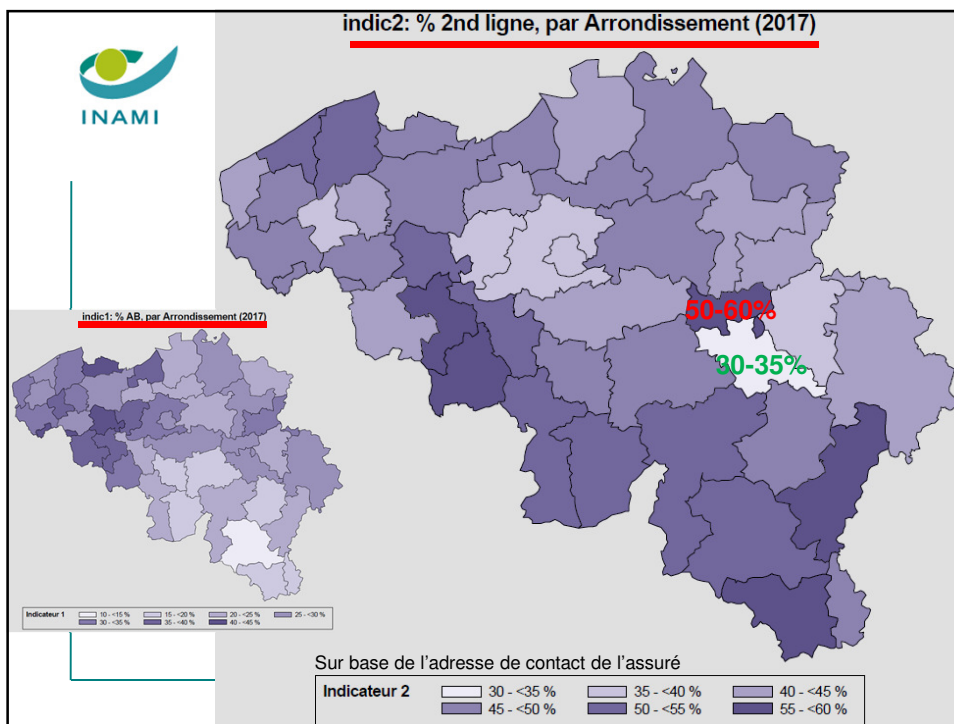 indic2: % 2nd ligne, par Arrondissement (2017)
INAMI
50-60%
30-35%
indic1: % AB, par Arrondissement (2017)
Indicateur 1 10 - <15 % 15 - <20 % 20 - <25 % 25 - <30 %
30 - <35 % 35 - <40 % 40 - <45 %
Sur base de l'adresse de contact de l'assuré
Indicateur 2 30 - <35 % 35 - <40 % 40 - <45 %
45 - <50 % 50 - <55 % 55 - <60 %